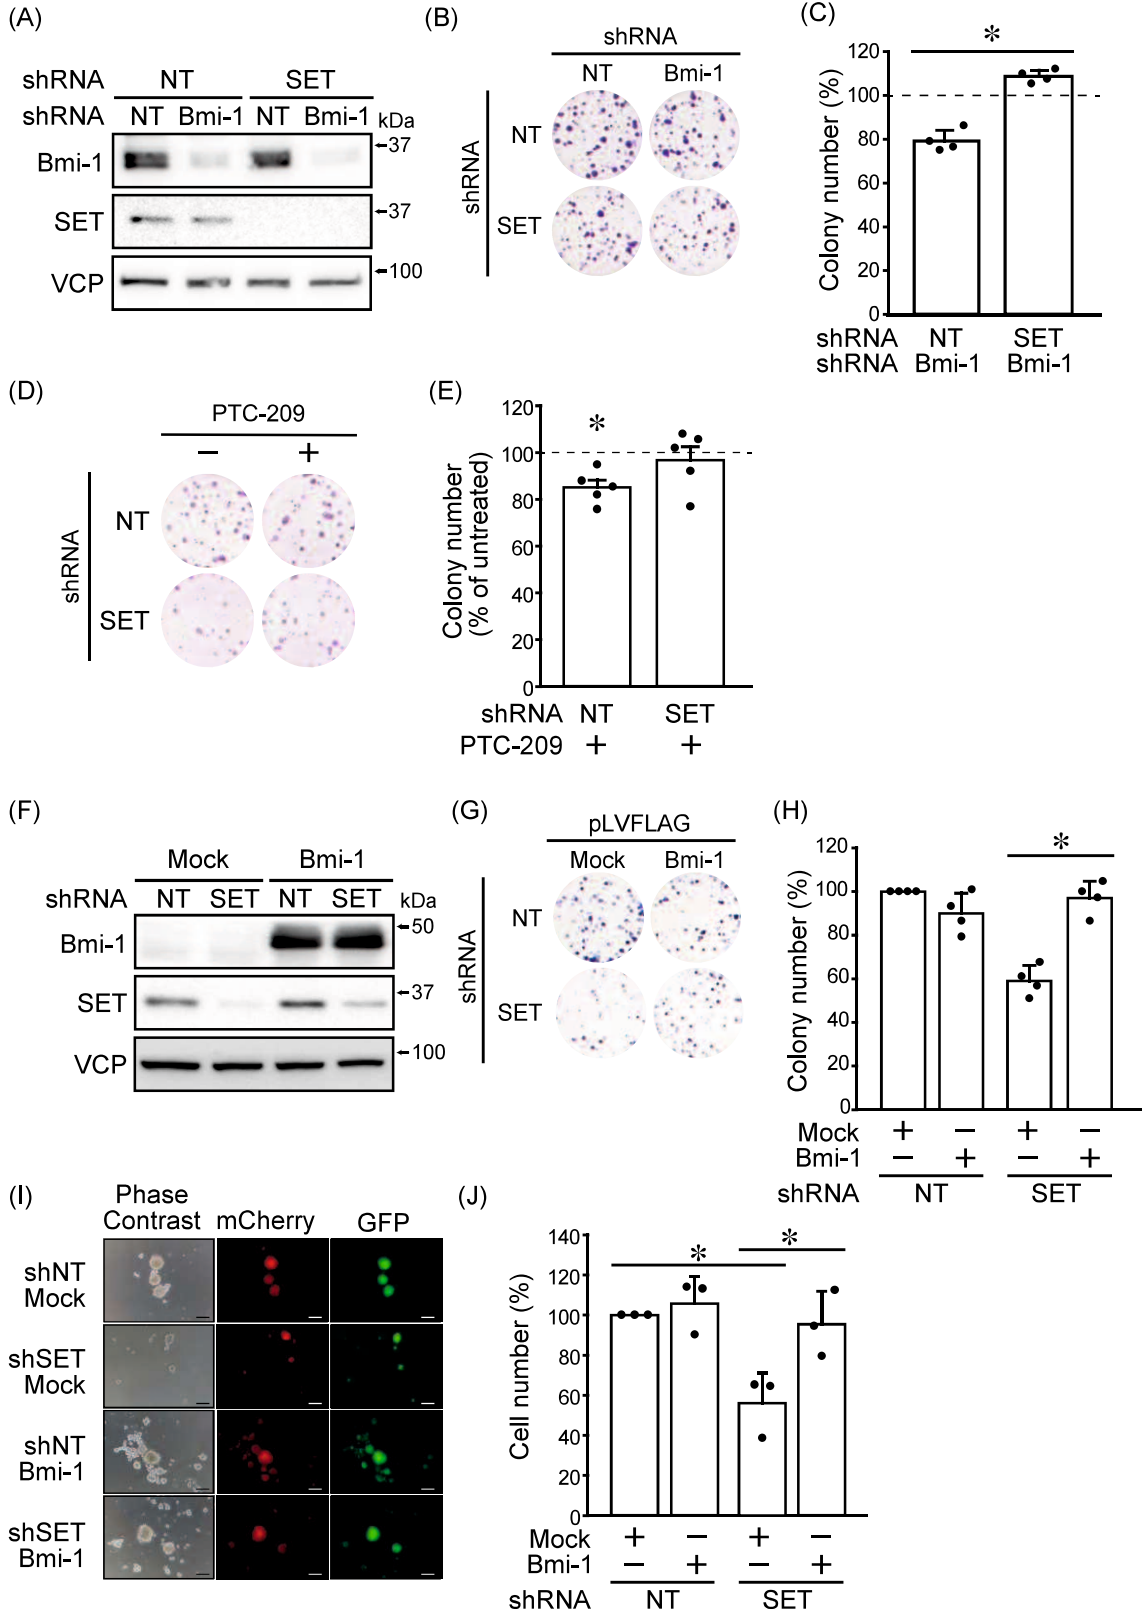 (A)
shRNA NT SET
shRNA NT Bmi-1 NT Bmi-1 kDa
Bmi-1 37
SET 37
VCP 100
(B)
shRNA
NT Bmi-1
shRNA
NT
SET
(C)
*
Colony number (%)
120
100
80
60
40
20
0
shRNA NT SET
shRNA Bmi-1 Bmi-1
(D)
PTC-209
− +
shRNA
NT
SET
(E)
*
Colony number
(% of untreated)
120
100
80
60
40
20
0
shRNA NT SET
PTC-209 + +
(F)
Mock Bmi-1
shRNA NT SET NT SET kDa
Bmi-1 50
SET 37
VCP 100
(G)
pLVFLAG
Mock Bmi-1
shRNA
NT
SET
(H)
*
Colony number (%)
120
100
80
60
40
20
0
Mock + − + −
Bmi-1 − + − +
shRNA NT SET
(I)
Phase
Contrast mCherry GFP
shNT
Mock
shSET
Mock
shNT
Bmi-1
shSET
Bmi-1
(J)
* *
Cell number (%)
140
120
100
80
60
40
20
0
Mock + − + −
Bmi-1 − + − +
shRNA NT SET